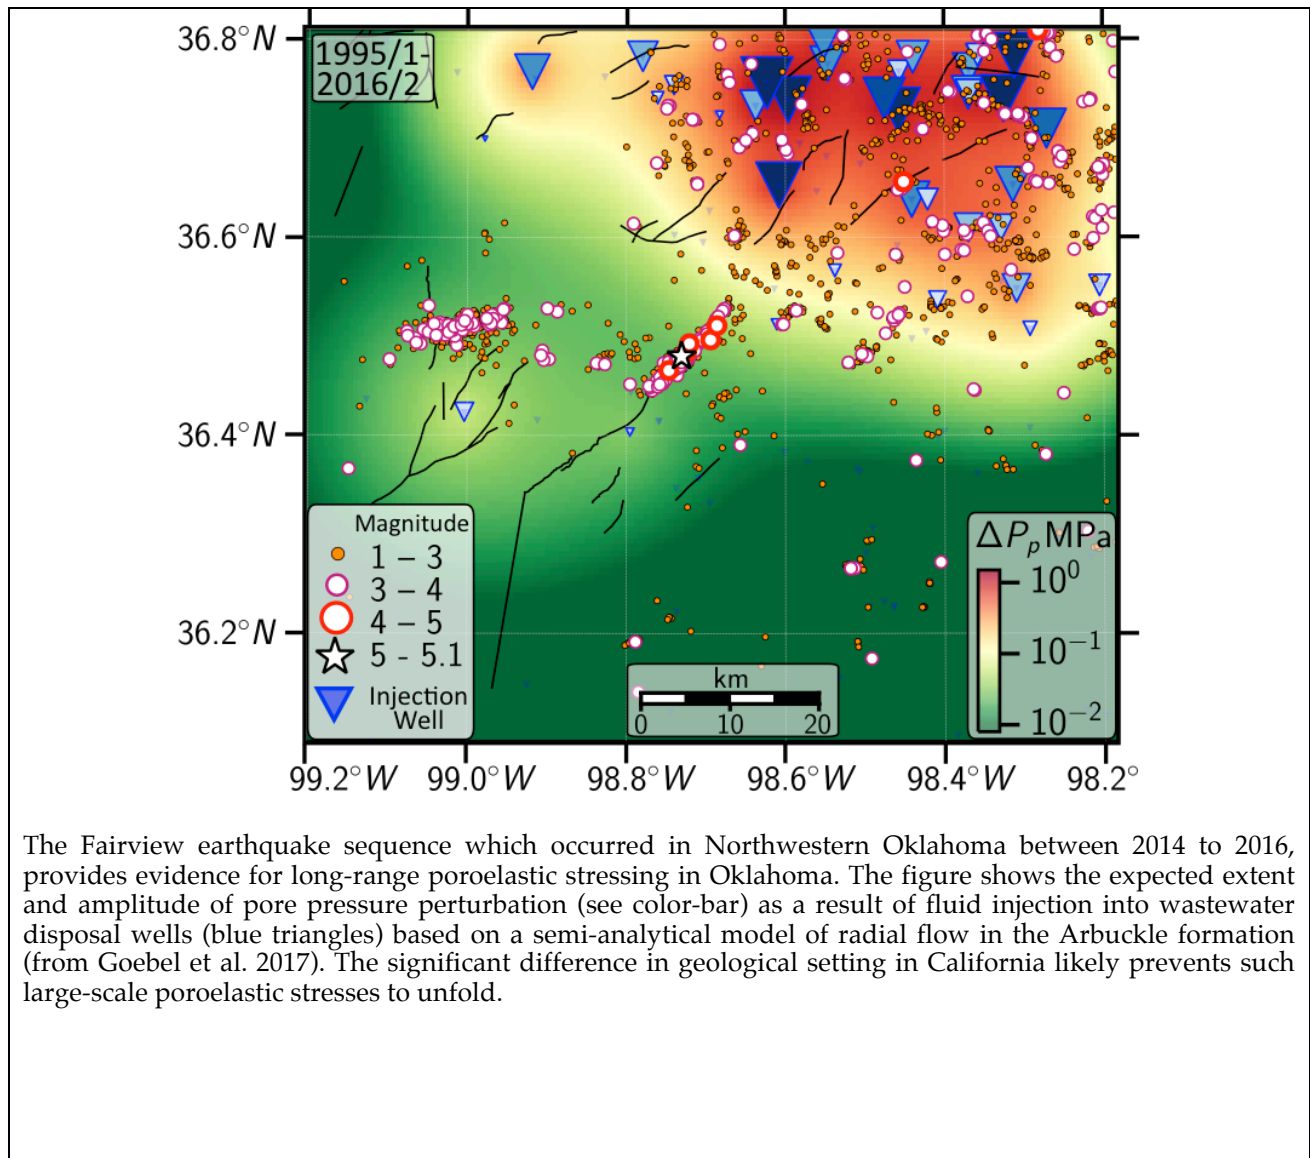 36.8°N
36.6°N
36.4°N
36.2°N
1995/1-
2016/2
Magnitude
1 – 3
3 – 4
4 – 5
5 - 5.1
Injection
Well
km
0 10 20
Δ Pp MPa
10⁰
10⁻¹
10⁻²
99.2°W 99.0°W 98.8°W 98.6°W 98.4°W 98.2°
The Fairview earthquake sequence which occurred in Northwestern Oklahoma between 2014 to 2016,
provides evidence for long-range poroelastic stressing in Oklahoma. The figure shows the expected extent
and amplitude of pore pressure perturbation (see color-bar) as a result of fluid injection into wastewater
disposal wells (blue triangles) based on a semi-analytical model of radial flow in the Arbuckle formation
(from Goebel et al. 2017). The significant difference in geological setting in California likely prevents such
large-scale poroelastic stresses to unfold.